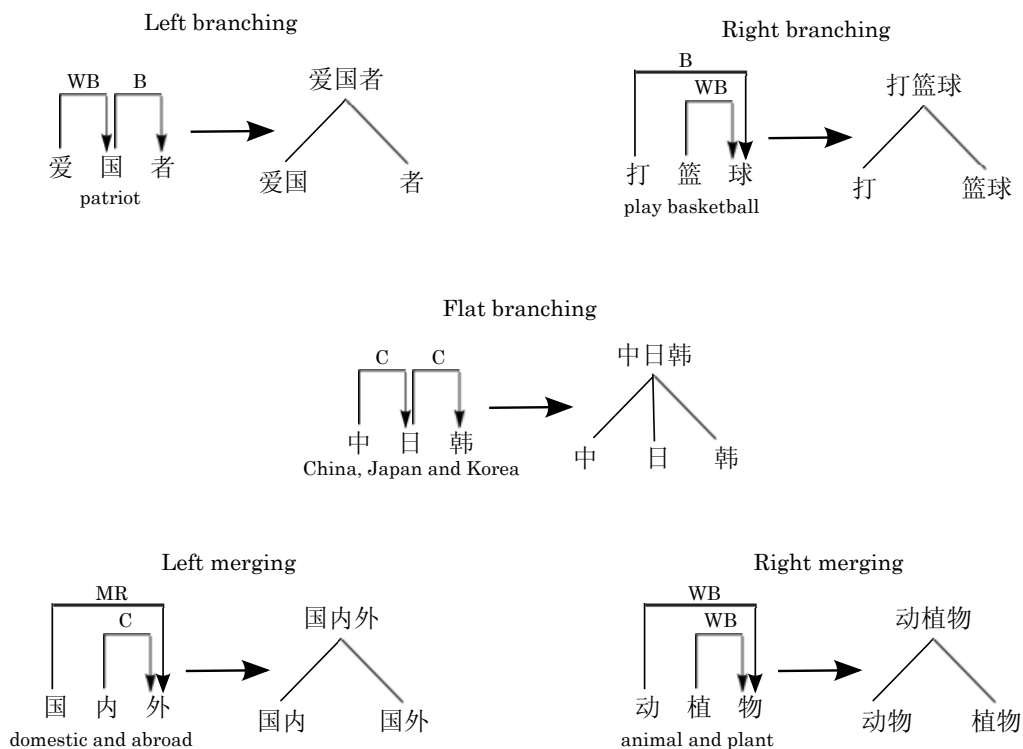 Left branching
WB B
爱 国 者
patriot
爱国者
爱国 者
Right branching
B
WB
打 篮 球
play basketball
打篮球
打 篮球
Flat branching
C C
中 日 韩
China, Japan and Korea
中日韩
中 日 韩
Left merging
MR
C
国 内 外
domestic and abroad
国内外
国内 国外
Right merging
WB
WB
动 植 物
animal and plant
动植物
动物 植物